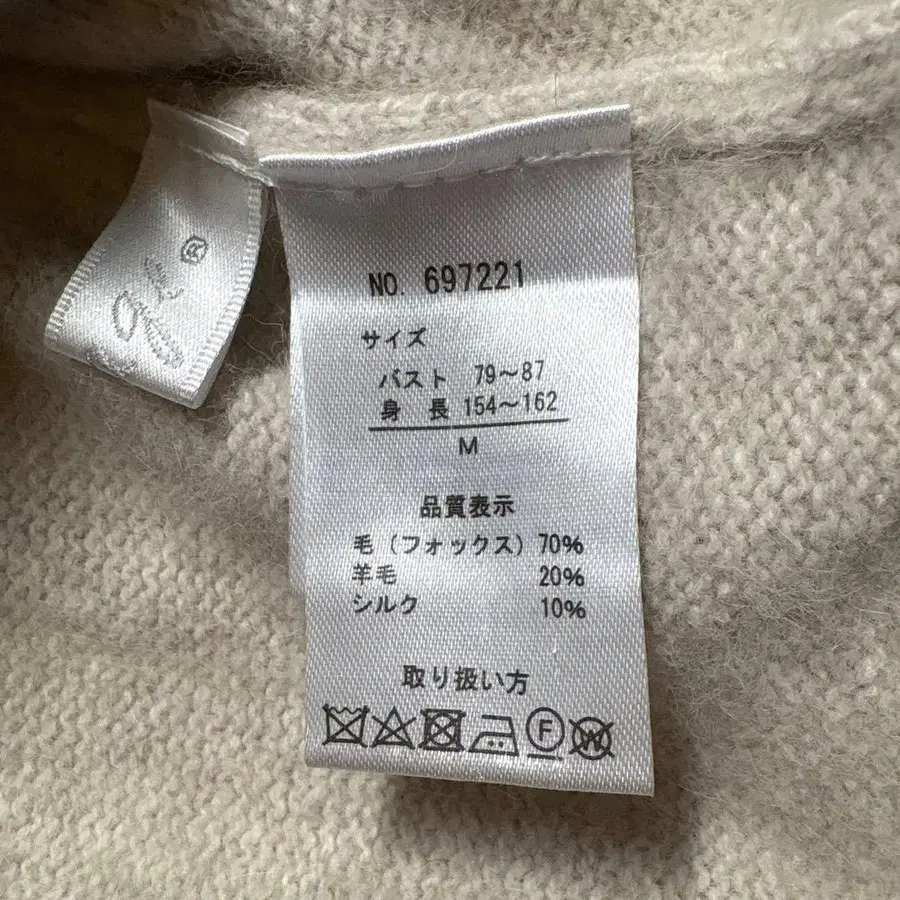 ®
NO. 697221
サイズ
バスト 79～87
身長 154～162
M
品質表示
毛(フォックス) 70%
羊毛 20%
シルク 10%
取り扱い方
F
W